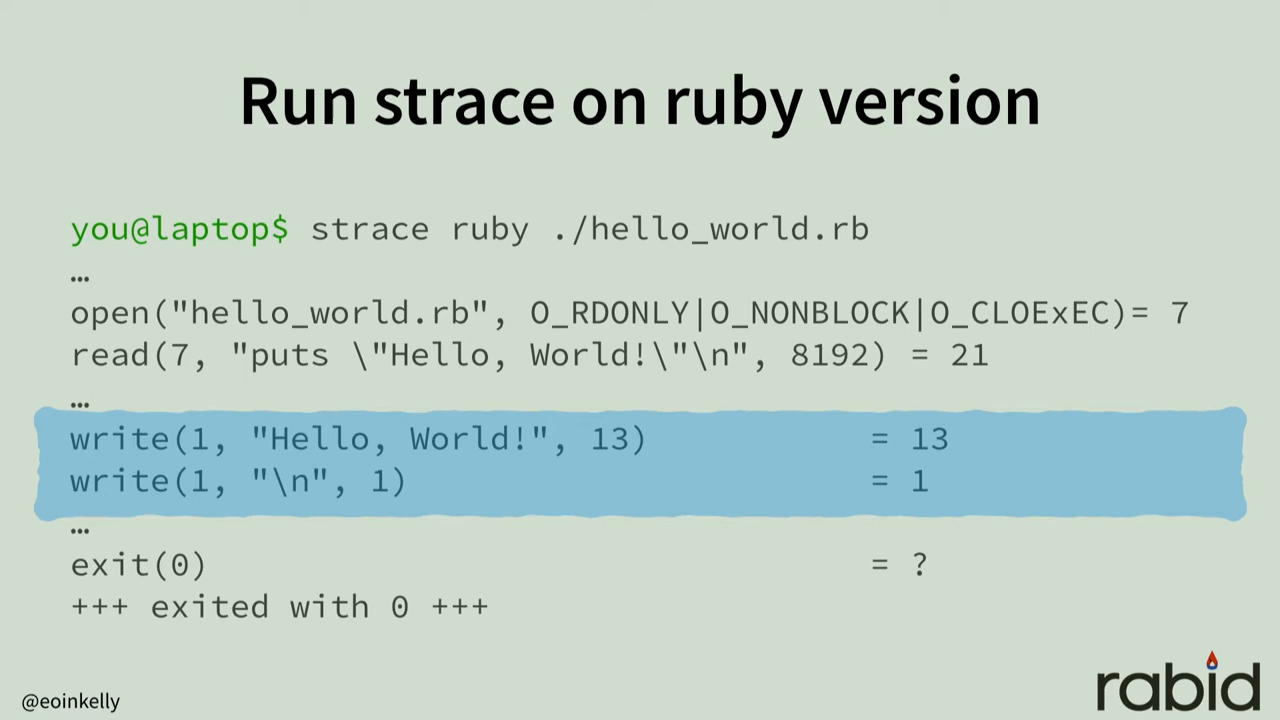 Run strace on ruby version
you@laptop$ strace ruby ./hello_world.rb
…
open("hello_world.rb", O_RDONLY|O_NONBLOCK|O_CLOExEC)= 7
read(7, "puts \"Hello, World!\"\n", 8192) = 21
…
write(1, "Hello, World!", 13) = 13
write(1, "\n", 1) = 1
…
exit(0) = ?
+++ exited with 0 +++
@eoinkelly
rabid